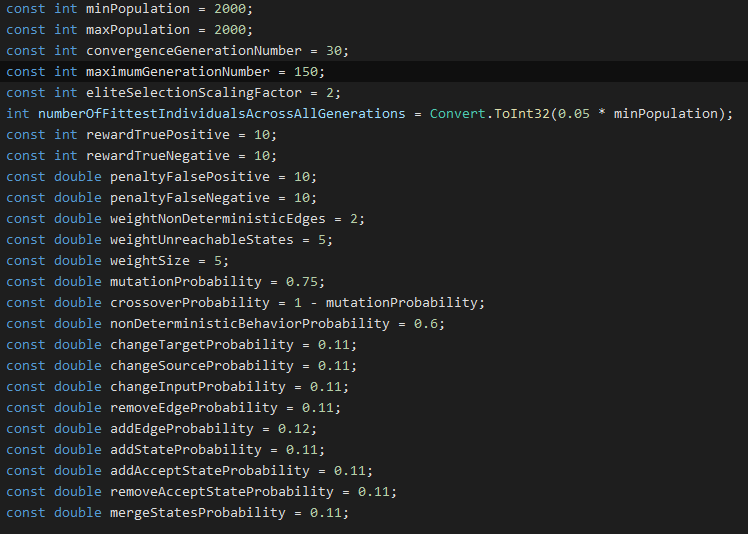 const int minPopulation = 2000;
const int maxPopulation = 2000;
const int convergenceGenerationNumber = 30;
const int maximumGenerationNumber = 150;
const int eliteSelectionScalingFactor = 2;
int numberOfFittestIndividualsAcrossAllGenerations = Convert.ToInt32(0.05 * minPopulation);
const int rewardTruePositive = 10;
const int rewardTrueNegative = 10;
const double penaltyFalsePositive = 10;
const double penaltyFalseNegative = 10;
const double weightNonDeterministicEdges = 2;
const double weightUnreachableStates = 5;
const double weightSize = 5;
const double mutationProbability = 0.75;
const double crossoverProbability = 1 - mutationProbability;
const double nonDeterministicBehaviorProbability = 0.6;
const double changeTargetProbability = 0.11;
const double changeSourceProbability = 0.11;
const double changeInputProbability = 0.11;
const double removeEdgeProbability = 0.11;
const double addEdgeProbability = 0.12;
const double addStateProbability = 0.11;
const double addAcceptStateProbability = 0.11;
const double removeAcceptStateProbability = 0.11;
const double mergeStatesProbability = 0.11;